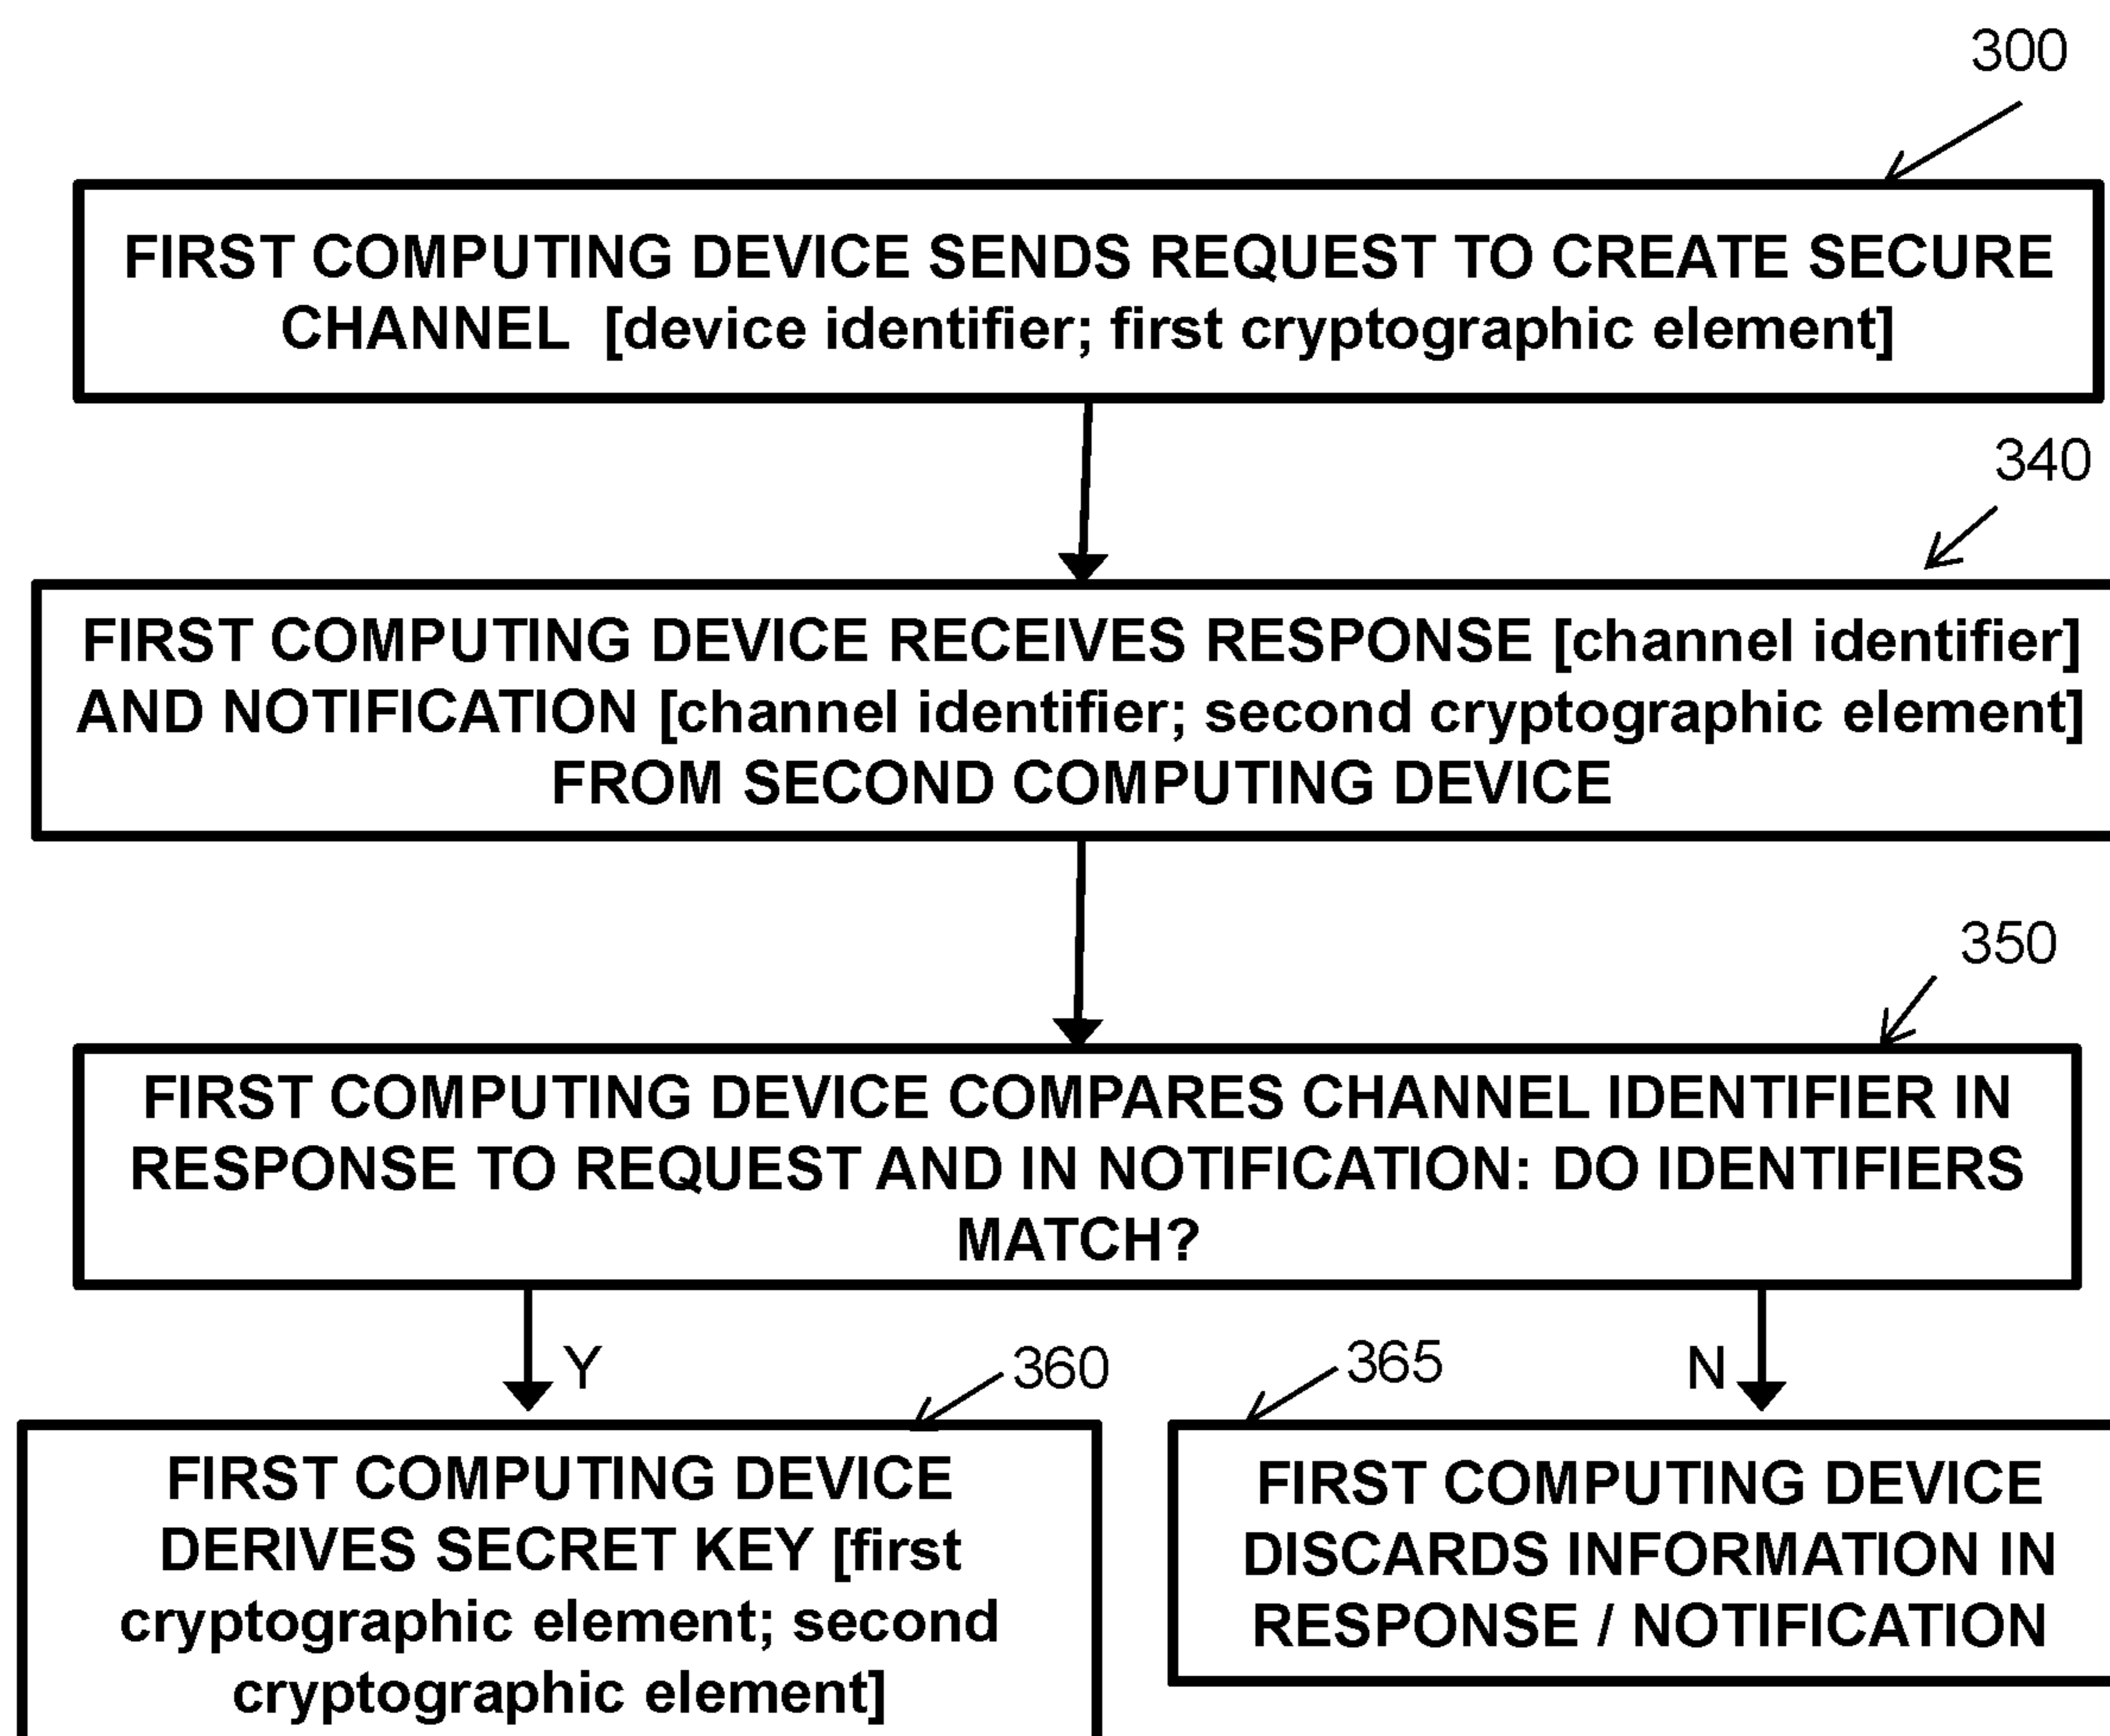 300
FIRST COMPUTING DEVICE SENDS REQUEST TO CREATE SECURE
CHANNEL [device identifier; first cryptographic element]
340
FIRST COMPUTING DEVICE RECEIVES RESPONSE [channel identifier]
AND NOTIFICATION [channel identifier; second cryptographic element]
FROM SECOND COMPUTING DEVICE
350
FIRST COMPUTING DEVICE COMPARES CHANNEL IDENTIFIER IN
RESPONSE TO REQUEST AND IN NOTIFICATION: DO IDENTIFIERS
MATCH?
Y
360
365
N
FIRST COMPUTING DEVICE
DERIVES SECRET KEY [first
cryptographic element; second
cryptographic element]
FIRST COMPUTING DEVICE
DISCARDS INFORMATION IN
RESPONSE / NOTIFICATION